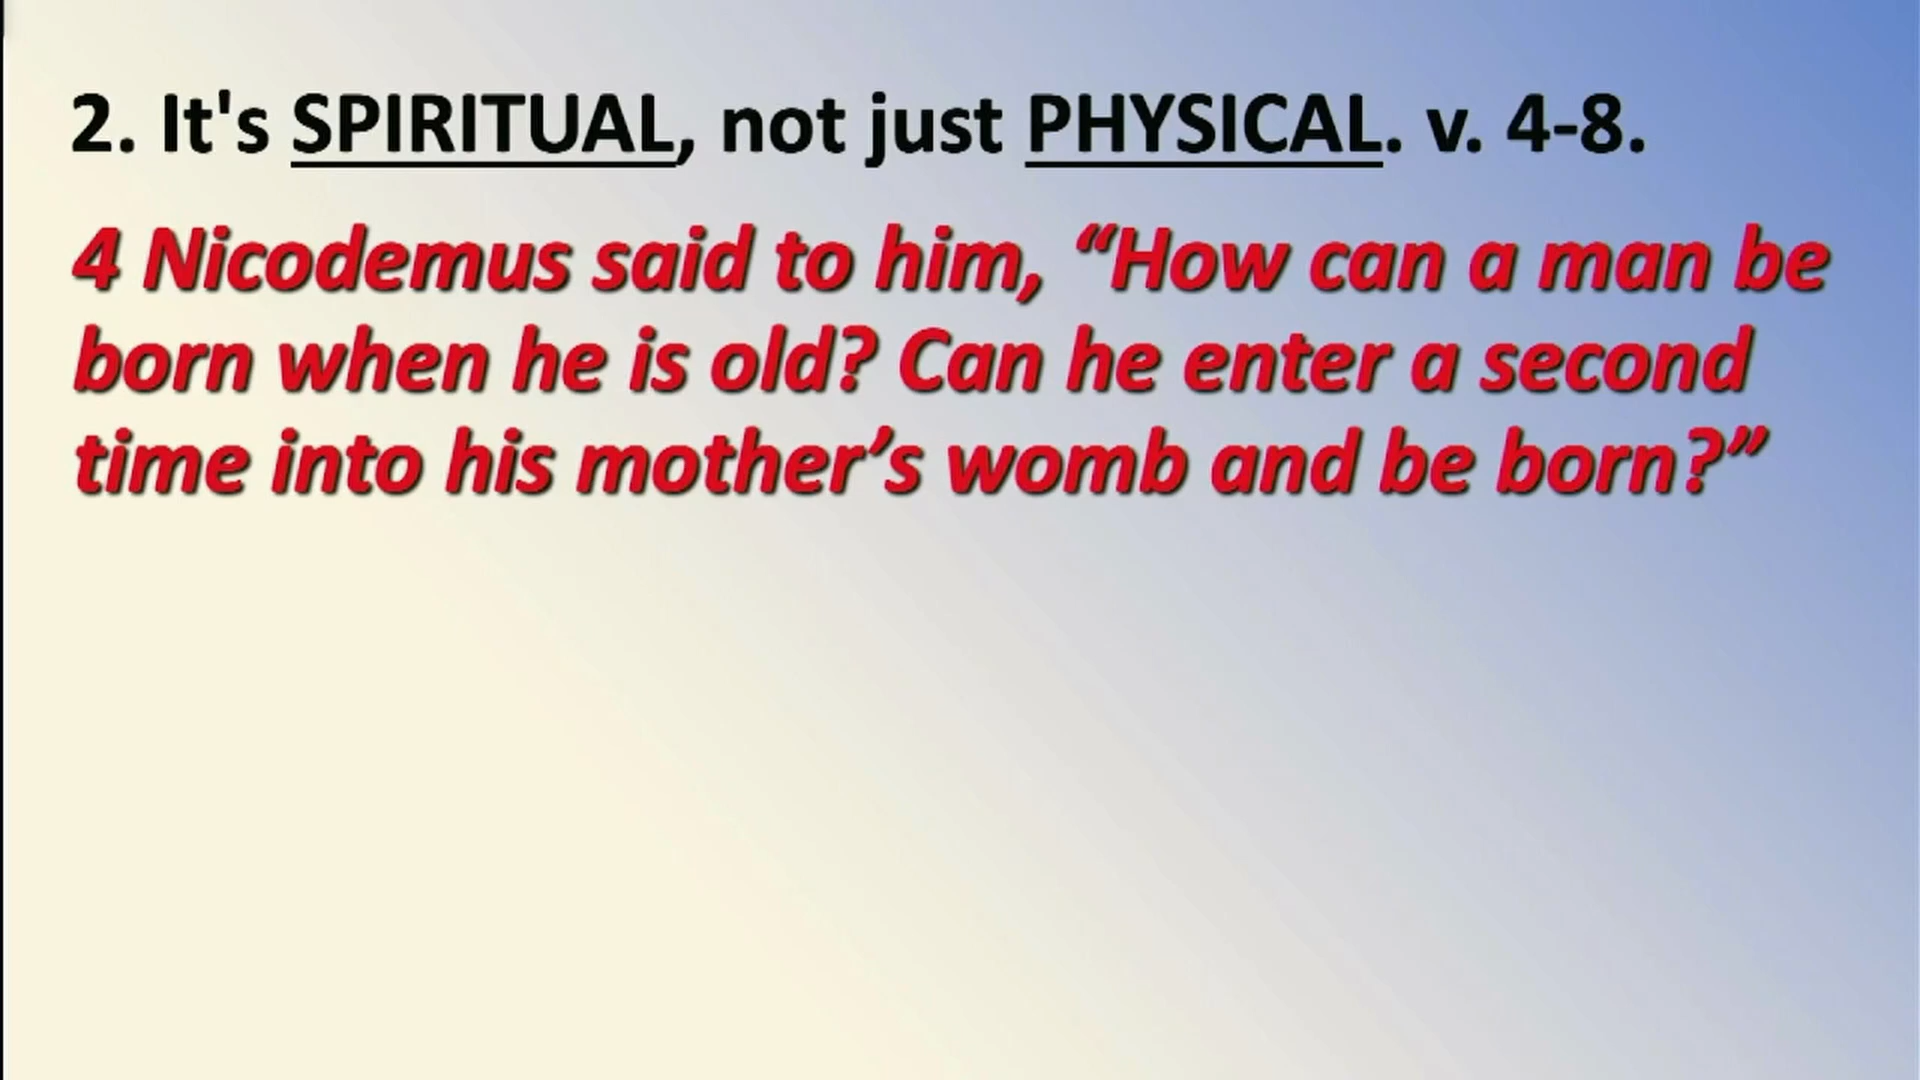 2. It's SPIRITUAL, not just PHYSICAL. v. 4-8.
4 Nicodemus said to him, “How can a man be
born when he is old? Can he enter a second
time into his mother’s womb and be born?”